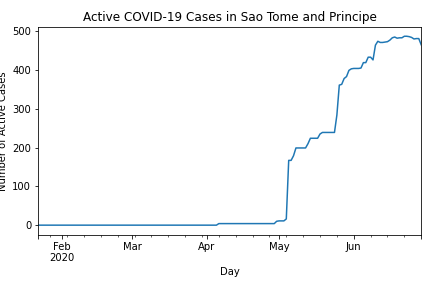 Active COVID-19 Cases in Sao Tome and Principe
Number of Active Cases
500
400
300
200
100
0
Feb
2020
Mar
Apr
May
Jun
Day